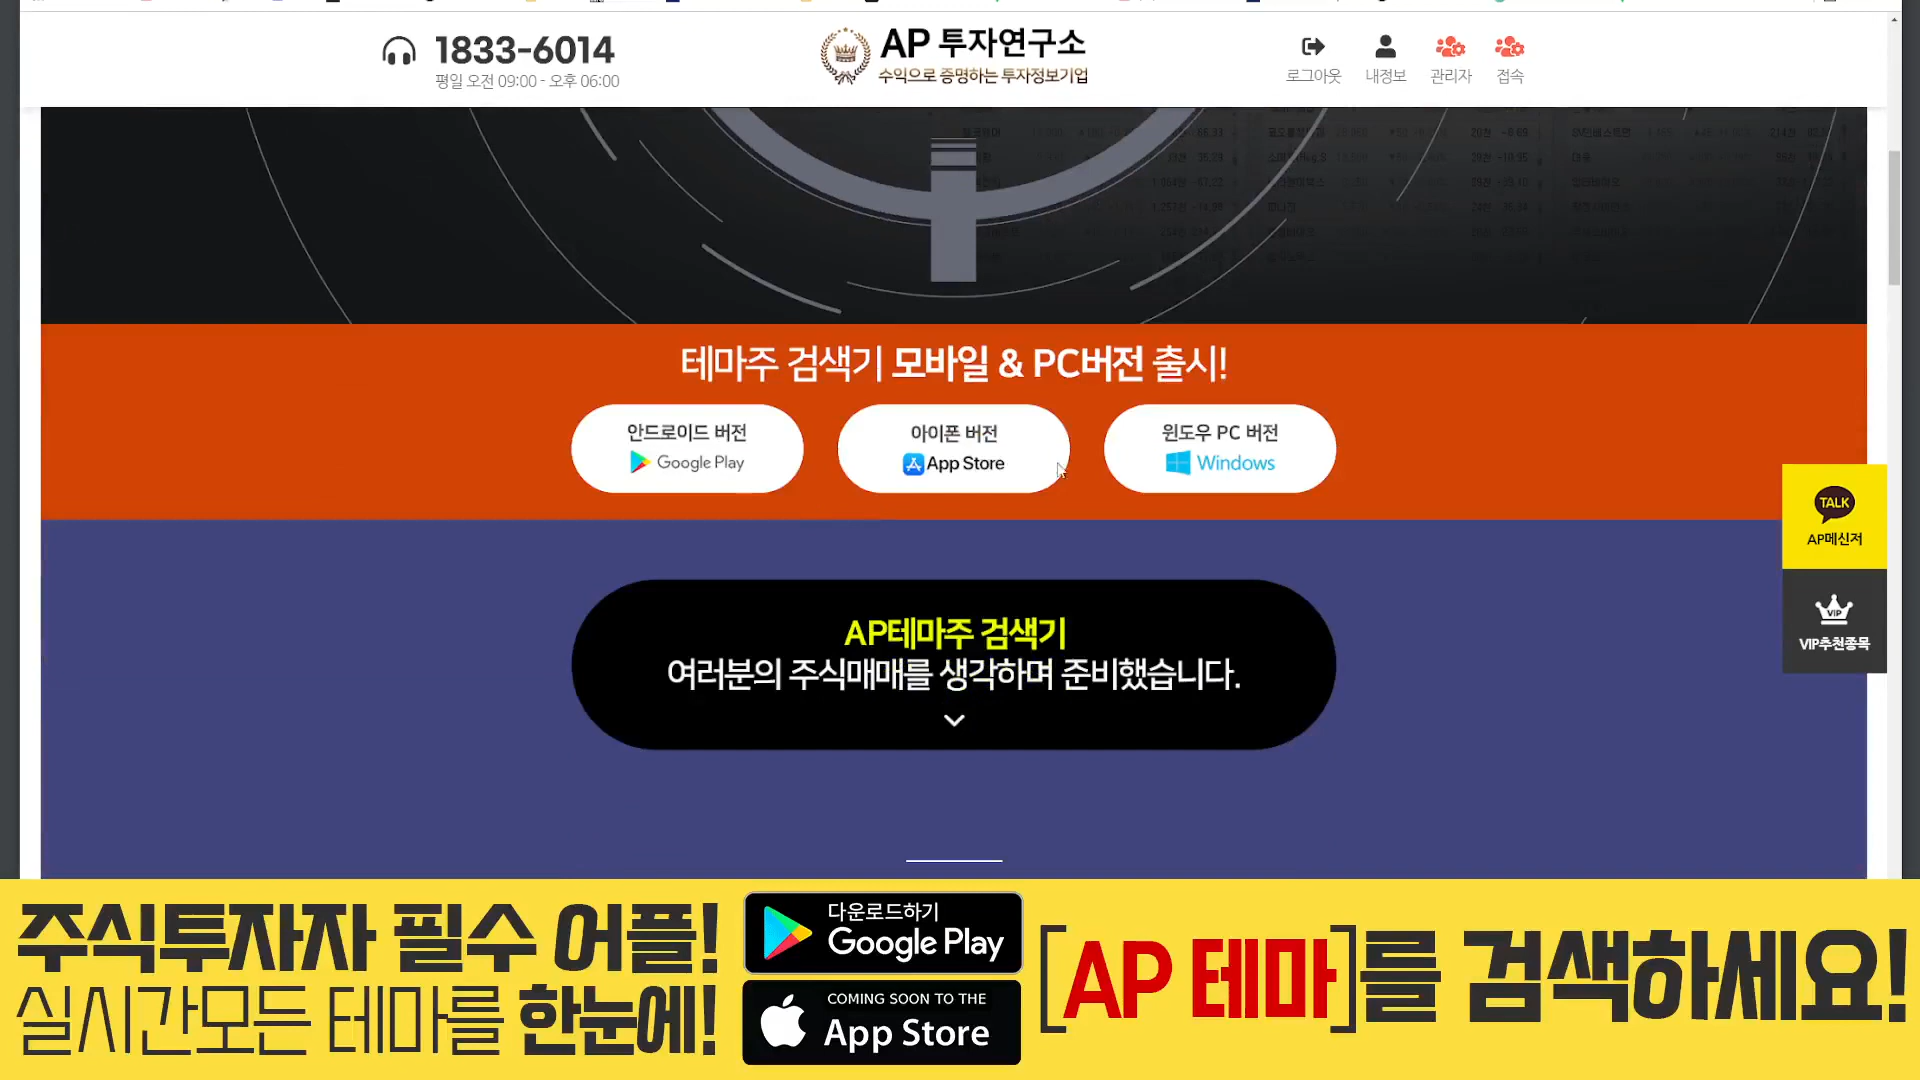 1833-6014
평일 오전 09:00 - 오후 06:00
AP 투자연구소
수익으로 증명하는 투자정보기업
로그아웃
내정보
관리자
접속
테마주 검색기 모바일 & PC버전 출시!
안드로이드 버전
Google Play
아이폰 버전
App Store
윈도우 PC 버전
Windows
TALK
AP메신저
VIP
VIP추천종목
AP테마주 검색기
여러분의 주식매매를 생각하며 준비했습니다.
주식투자자 필수 어플!
실시간모든 테마를 한눈에!
다운로드하기
Google Play
COMING SOON TO THE
App Store
[AP 테마]를 검색하세요!